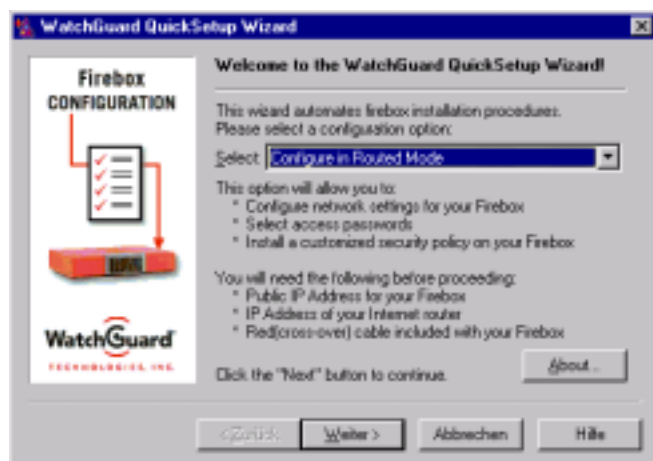 WatchGuard QuickSetup Wizard
Firebox
CONFIGURATION
WatchGuard
TECHNOLOGIES, INC.
Welcome to the WatchGuard QuickSetup Wizard!
This wizard automates firebox installation procedures.
Please select a configuration option:
Select Configure in Routed Mode
This option will allow you to:
* Configure network settings for your Firebox
* Select access passwords
* Install a customized security policy on your Firebox
You will need the following before proceeding:
* Public IP Address for your Firebox
* IP Address of your Internet router
* Red(cross-over) cable included with your Firebox
Click the "Next" button to continue.
About...
< Zurück Weiter > Abbrechen Hilfe